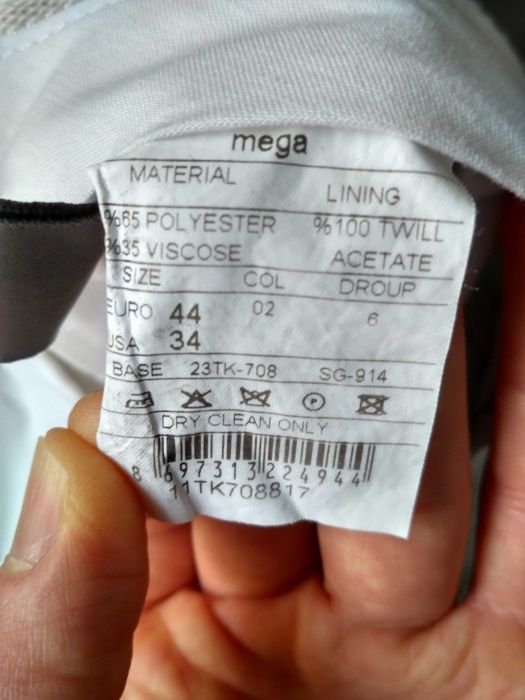 mega
MATERIAL LINING
%65 POLYESTER %100 TWILL
%35 VISCOSE ACETATE
SIZE COL DROUP
EURO 44 02 6
USA 34
BASE 23TK-708 SG-914
DRY CLEAN ONLY
8 697313 224944
11TK708817